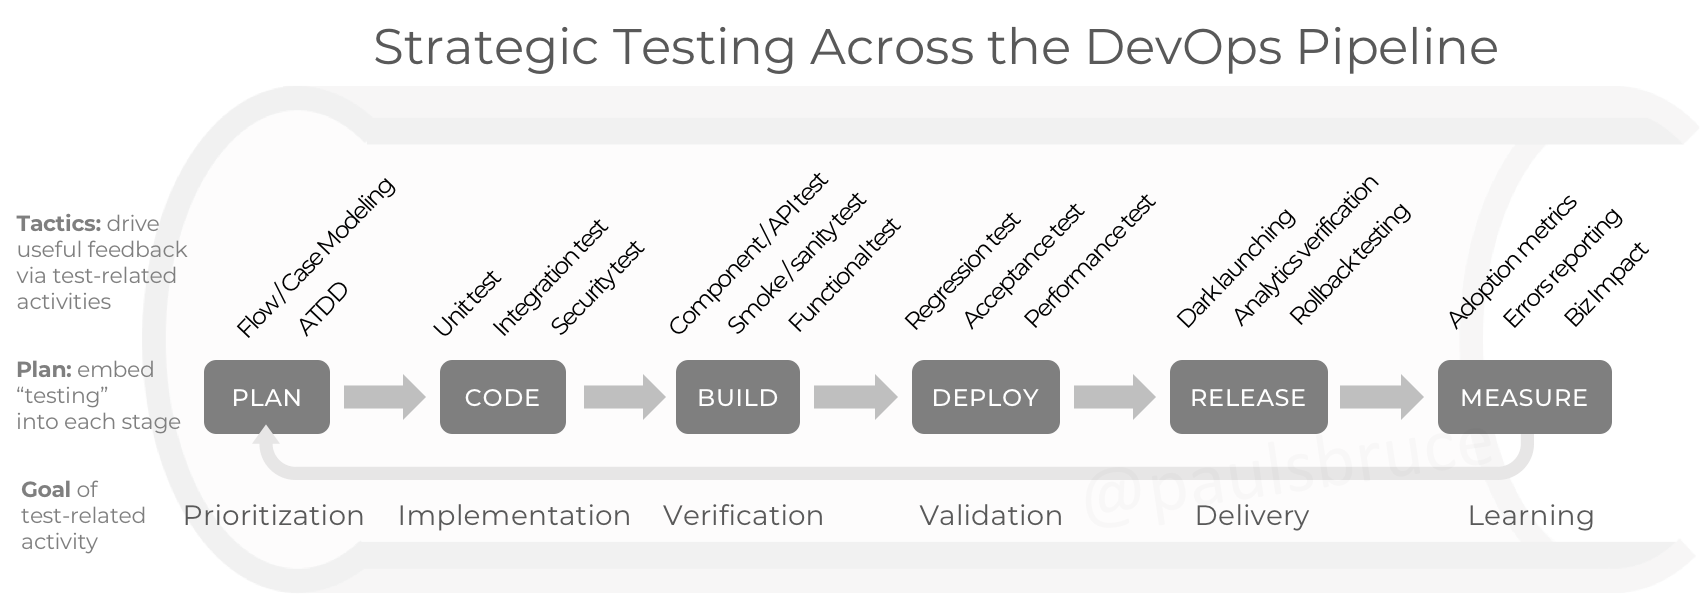 Strategic Testing Across the DevOps Pipeline
Tactics: drive
useful feedback
via test-related
activities
Flow / Case Modeling
ATDD
Unit test
Integration test
Security test
Component / API test
Smoke / sanity test
Functional test
Regression test
Acceptance test
Performance test
Dark launching
Analytics verification
Rollback testing
Adoption metrics
Errors reporting
Biz Impact
Plan: embed
“testing”
into each stage
PLAN
CODE
BUILD
DEPLOY
RELEASE
MEASURE
@paulsbruce
Goal of
test-related
activity
Prioritization
Implementation
Verification
Validation
Delivery
Learning